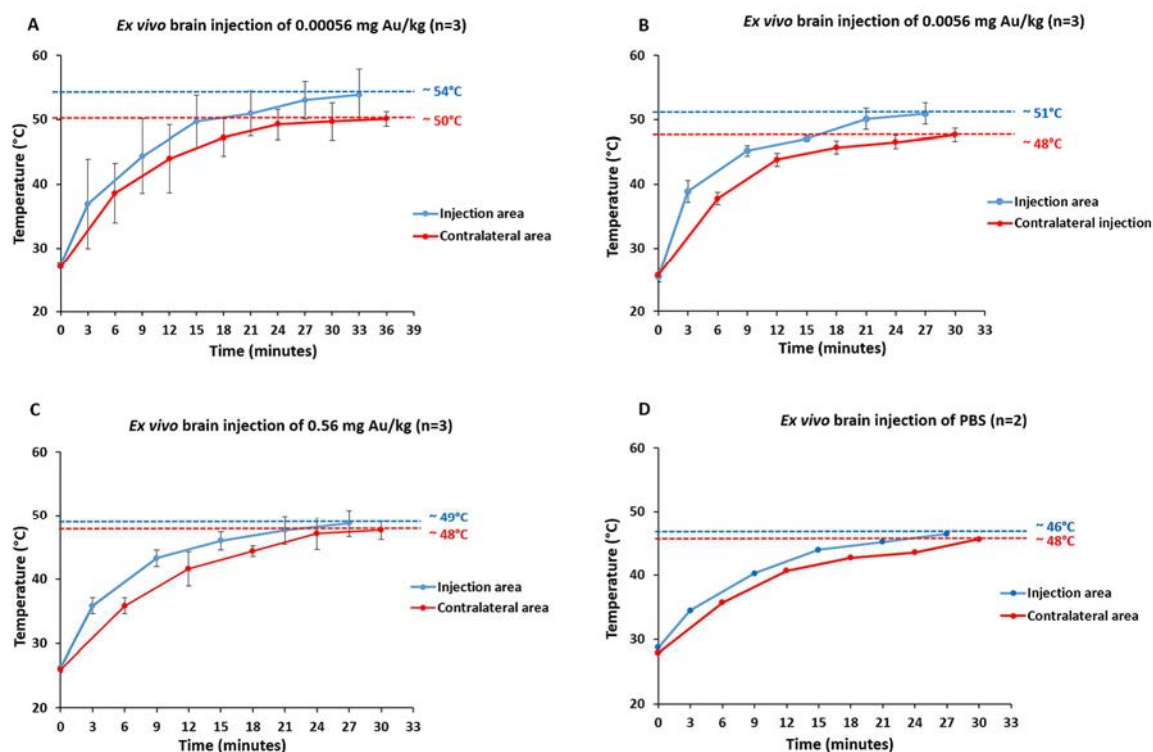 A
Ex vivo brain injection of 0.00056 mg Au/kg (n=3)
60
50
40
30
20
Temperature (°C)
~ 54°C
~ 50°C
Injection area
Contralateral area
0 3 6 9 12 15 18 21 24 27 30 33 36 39
Time (minutes)
B
Ex vivo brain injection of 0.0056 mg Au/kg (n=3)
60
50
40
30
20
Temperature (°C)
~ 51°C
~ 48°C
Injection area
Contralateral injection
0 3 6 9 12 15 18 21 24 27 30 33
Time (minutes)
C
Ex vivo brain injection of 0.56 mg Au/kg (n=3)
60
50
40
30
20
Temperature (°C)
~ 49°C
~ 48°C
Injection area
Contralateral area
0 3 6 9 12 15 18 21 24 27 30 33
Time (minutes)
D
Ex vivo brain injection of PBS (n=2)
60
50
40
30
20
Temperature (°C)
~ 46°C
~ 48°C
Injection area
Contralateral area
0 3 6 9 12 15 18 21 24 27 30 33
Time (minutes)